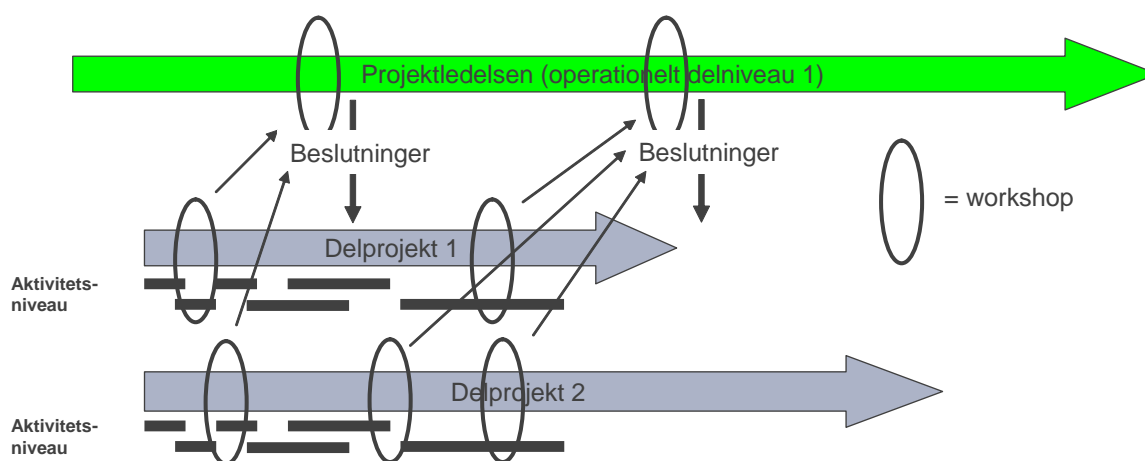 Projektledelsen (operationelt delniveau 1)
Beslutninger
Beslutninger
= workshop
Delprojekt 1
Aktivitets-
niveau
Delprojekt 2
Aktivitets-
niveau